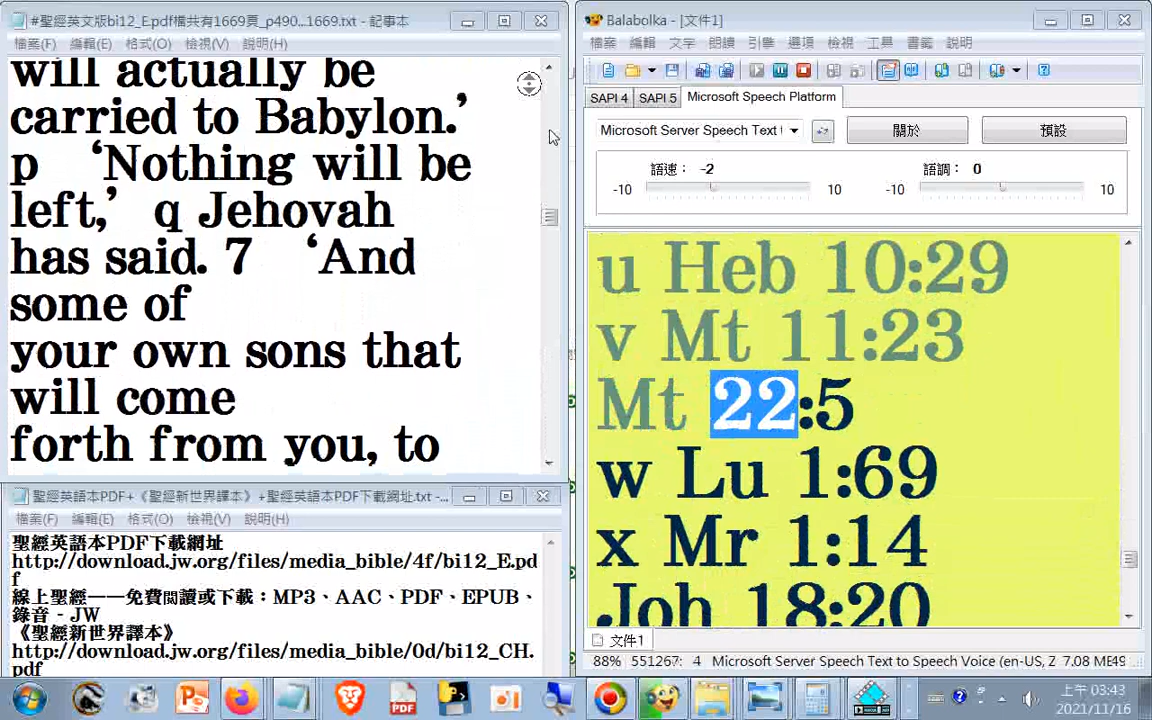 #聖經英文版bi12_E.pdf檔共有1669頁_p490...1669.txt - 記事本
檔案(F) 編輯(E) 格式(O) 檢視(V) 說明(H)
will actually be
carried to Babylon.’
p ‘Nothing will be
left,’ q Jehovah
has said. 7 ‘And
some of
your own sons that
will come
forth from you, to
聖經英語本PDF+《聖經新世界譯本》+聖經英語本PDF下載網址.txt - ...
檔案(F) 編輯(E) 格式(O) 檢視(V) 說明(H)
聖經英語本PDF下載網址
http://download.jw.org/files/media_bible/4f/bi12_E.pd
f
線上聖經——免費閱讀或下載：MP3、AAC、PDF、EPUB、
錄音 - JW
《聖經新世界譯本》
http://download.jw.org/files/media_bible/0d/bi12_CH.
pdf
Balabolka - [文件1]
檔案 編輯 文字 朗讀 引擎 選項 檢視 工具 書籤 說明
SAPI 4 SAPI 5 Microsoft Speech Platform
Microsoft Server Speech Text 關於 預設
語速： -2 語調： 0
-10 10 -10 10
u Heb 10:29
v Mt 11:23
Mt 22:5
w Lu 1:69
x Mr 1:14
Joh 18:20
文件1
88% 551267: 4 Microsoft Server Speech Text to Speech Voice (en-US, Z 7.08 ME49
上午 03:43
2021/11/16